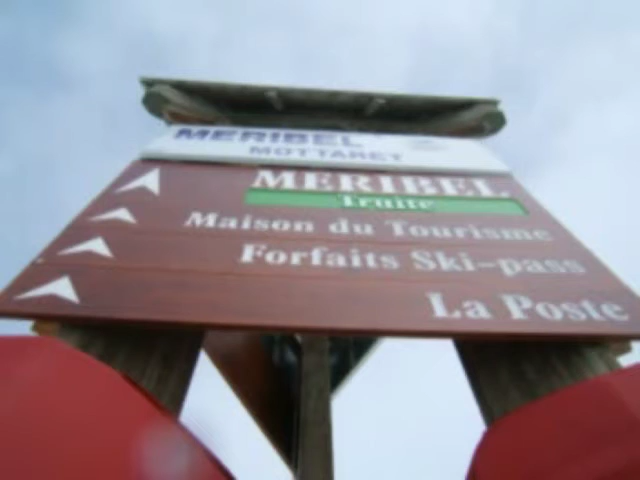 MERIBEL
MOTTARET
MERIBEL
Truite
Maison du Tourisme
Forfaits Ski-pass
La Poste